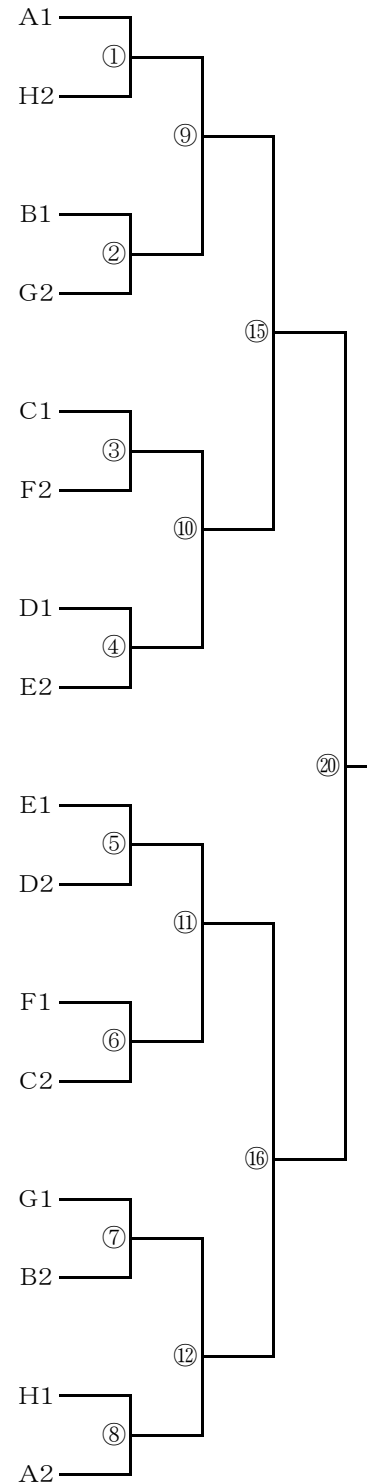 A1
①
H2
⑨
B1
②
G2
⑮
C1
③
F2
⑩
D1
④
E2
⑳
E1
⑤
D2
⑪
F1
⑥
C2
⑯
G1
⑦
B2
⑫
H1
⑧
A2